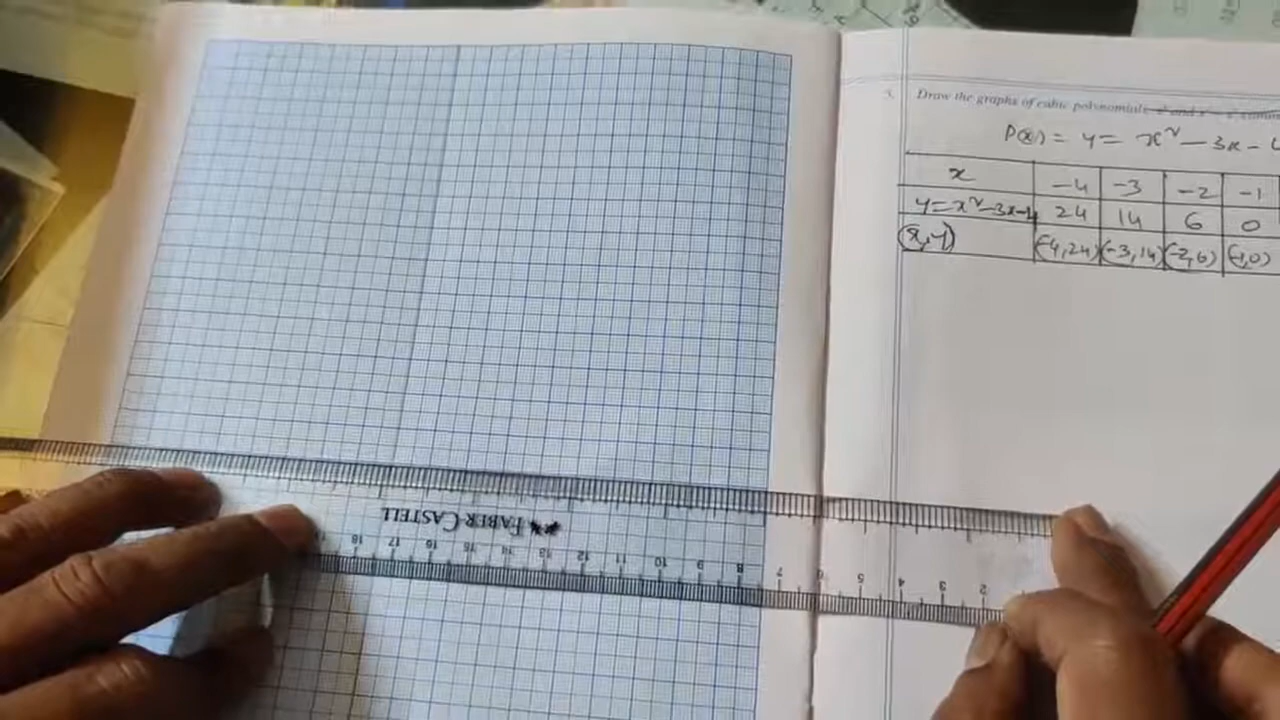 5. Draw the graphs of cubic polynomials
P(x) = y = x² - 3x - 4
x -4 -3 -2 -1
y=x²-3x-4 24 14 6 0
(x,y) (-4,24) (-3,14) (-2,6) (-1,0)
FABER-CASTELL
18 17 16 15 14 13 12 11 10 9 8 7 6 5 4 3 2